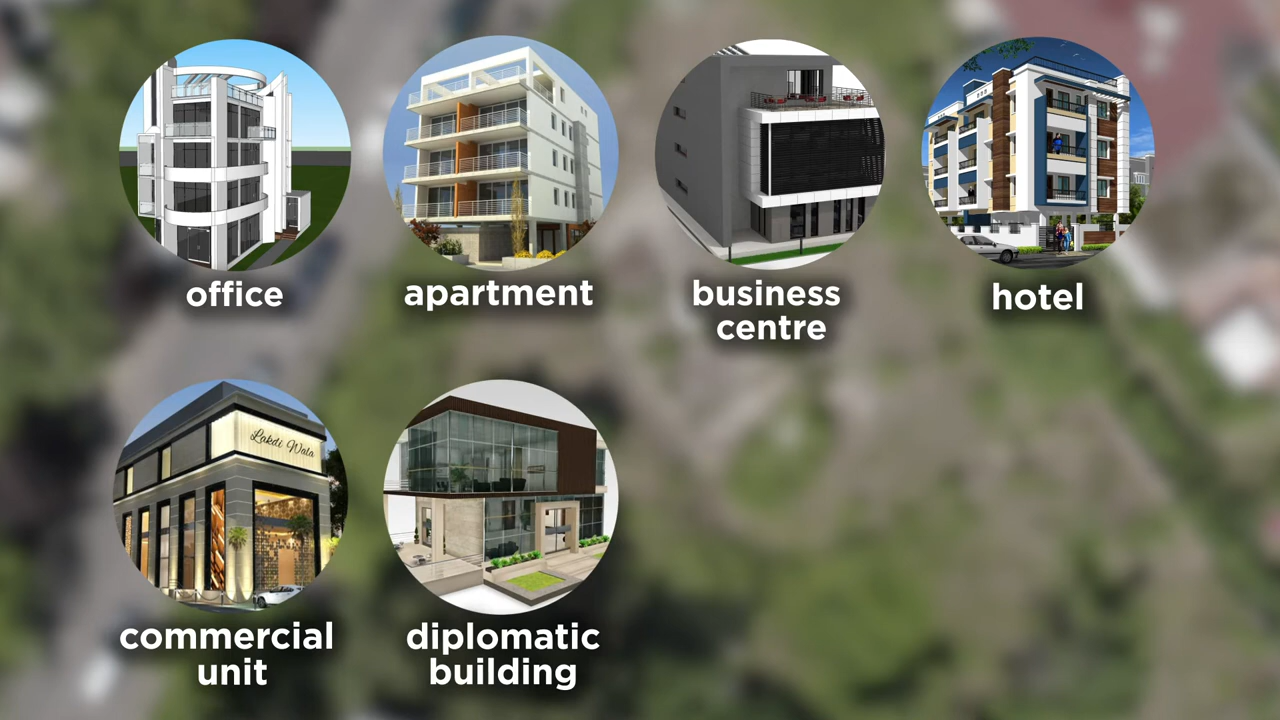 office
apartment
business
centre
hotel
Lakdi Wala
commercial
unit
diplomatic
building